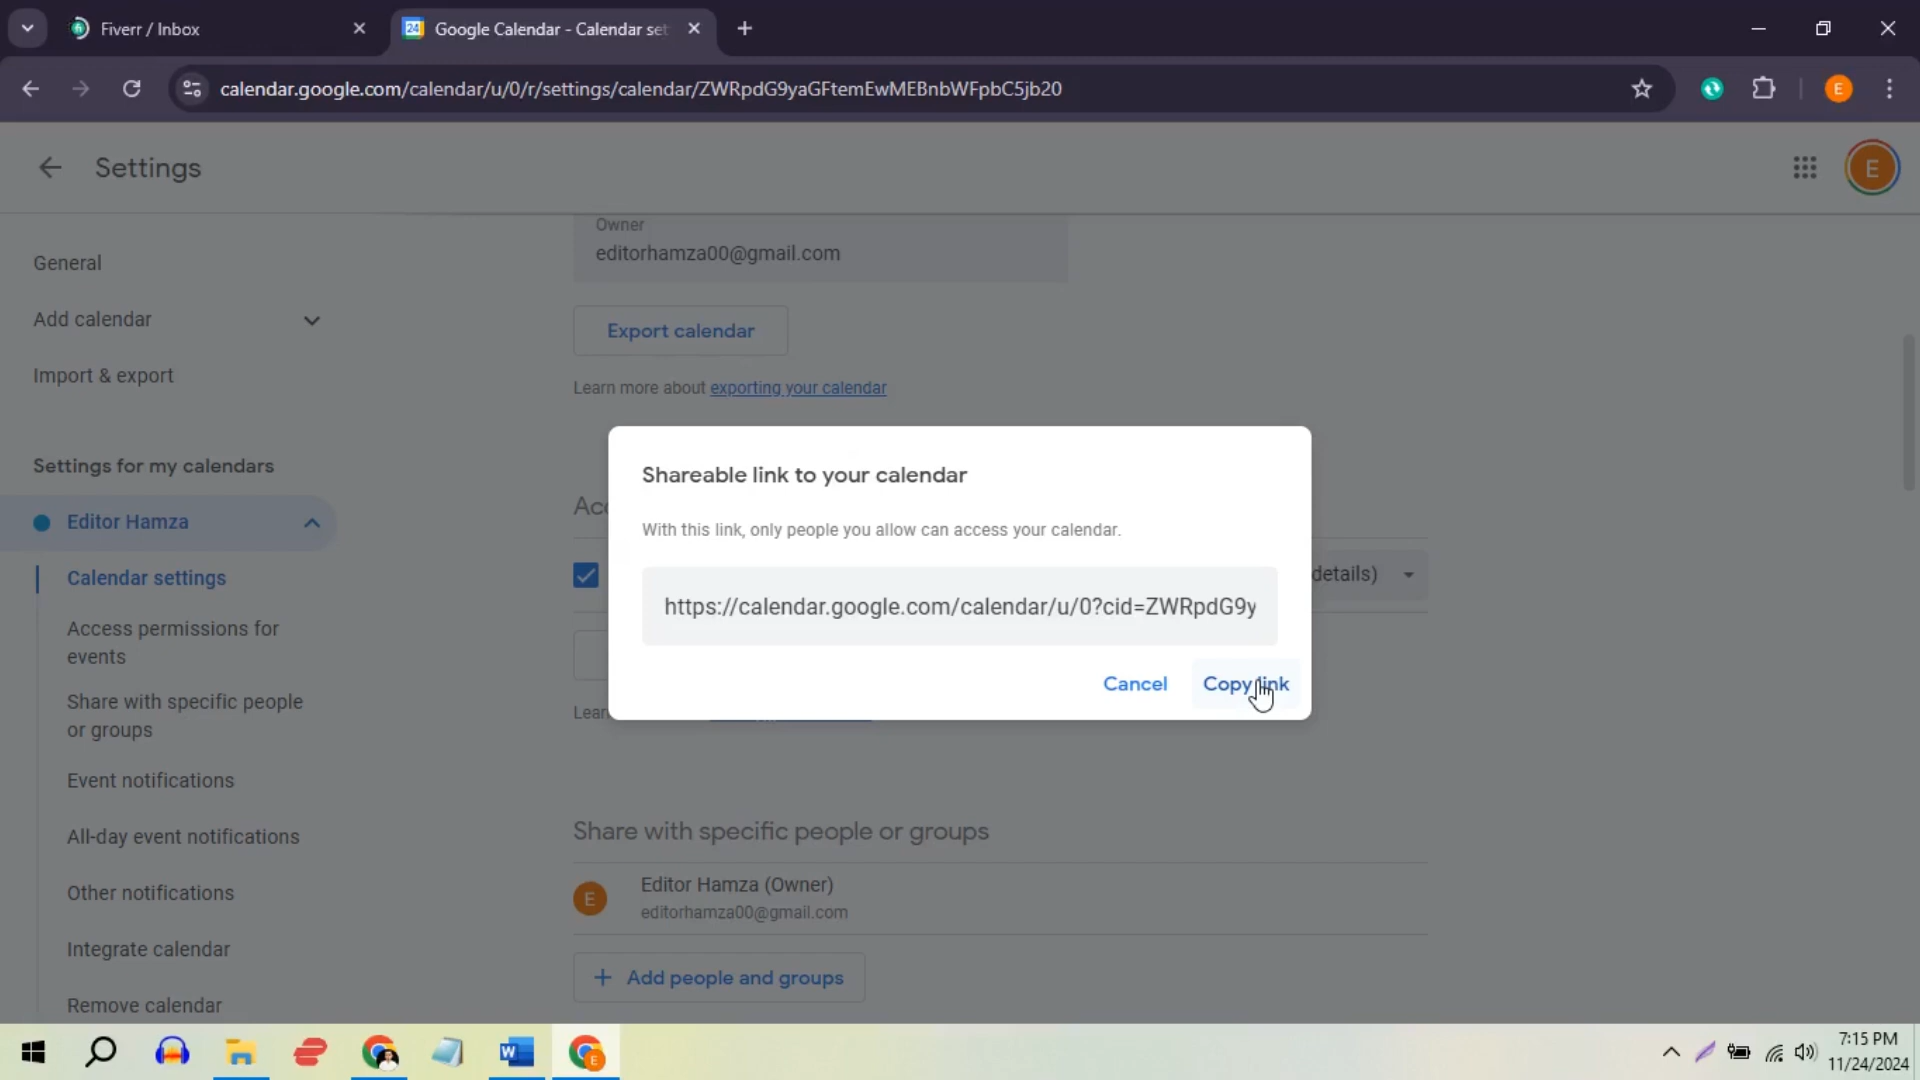 Fiverr / Inbox
24
Google Calendar - Calendar set
calendar.google.com/calendar/u/0/r/settings/calendar/ZWRpdG9yaGFtemEwMEBnbWFpbC5jb20
E
Settings
E
General
Add calendar
Import & export
Settings for my calendars
Editor Hamza
Calendar settings
Access permissions for
events
Share with specific people
or groups
Event notifications
All-day event notifications
Other notifications
Integrate calendar
Remove calendar
Owner
editorhamza00@gmail.com
Export calendar
Learn more about exporting your calendar
Acc
details)
Lear
Shareable link to your calendar
With this link, only people you allow can access your calendar.
https://calendar.google.com/calendar/u/0?cid=ZWRpdG9y
Cancel
Copy link
Share with specific people or groups
E
Editor Hamza (Owner)
editorhamza00@gmail.com
+ Add people and groups
W
E
7:15 PM
11/24/2024